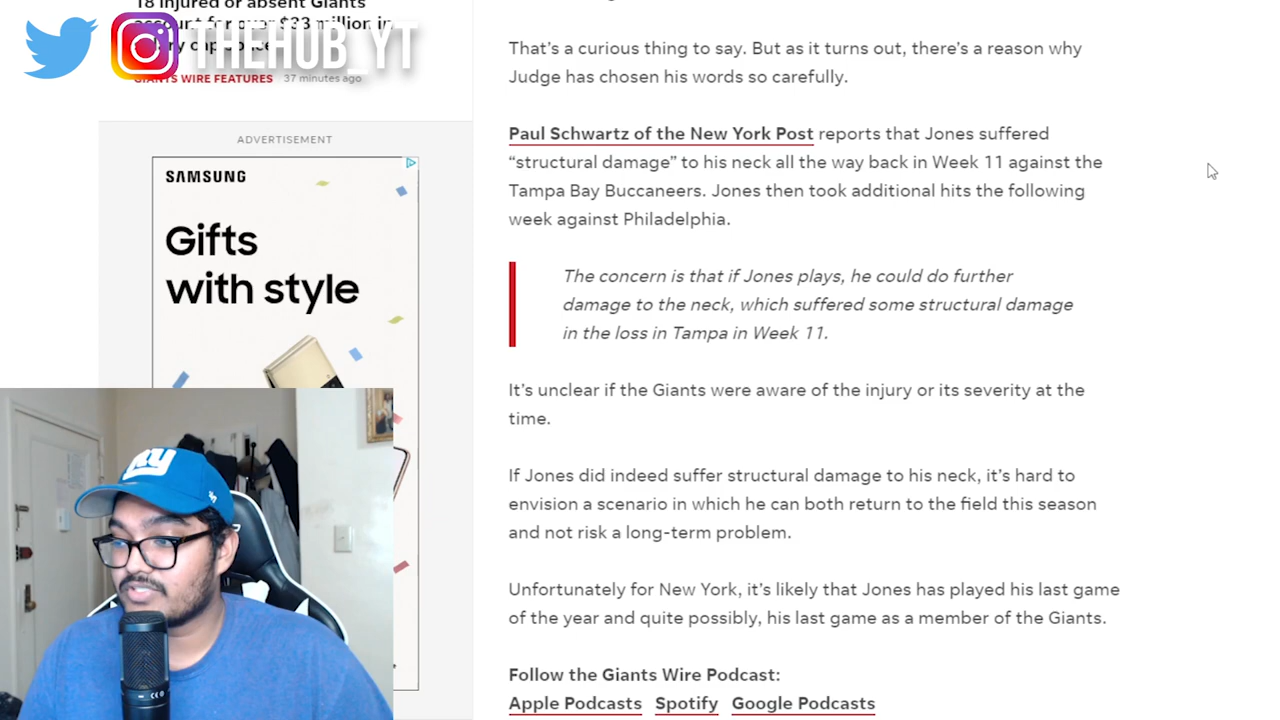 18 injured or absent Giants
account for over $33 million in
THEHUB_YT
GIANTS WIRE FEATURES 37 minutes ago
ADVERTISEMENT
SAMSUNG
Gifts
with style
That's a curious thing to say. But as it turns out, there's a reason why
Judge has chosen his words so carefully.
Paul Schwartz of the New York Post reports that Jones suffered
“structural damage” to his neck all the way back in Week 11 against the
Tampa Bay Buccaneers. Jones then took additional hits the following
week against Philadelphia.
The concern is that if Jones plays, he could do further
damage to the neck, which suffered some structural damage
in the loss in Tampa in Week 11.
It's unclear if the Giants were aware of the injury or its severity at the
time.
If Jones did indeed suffer structural damage to his neck, it's hard to
envision a scenario in which he can both return to the field this season
and not risk a long-term problem.
Unfortunately for New York, it's likely that Jones has played his last game
of the year and quite possibly, his last game as a member of the Giants.
Follow the Giants Wire Podcast:
Apple Podcasts Spotify Google Podcasts
ny